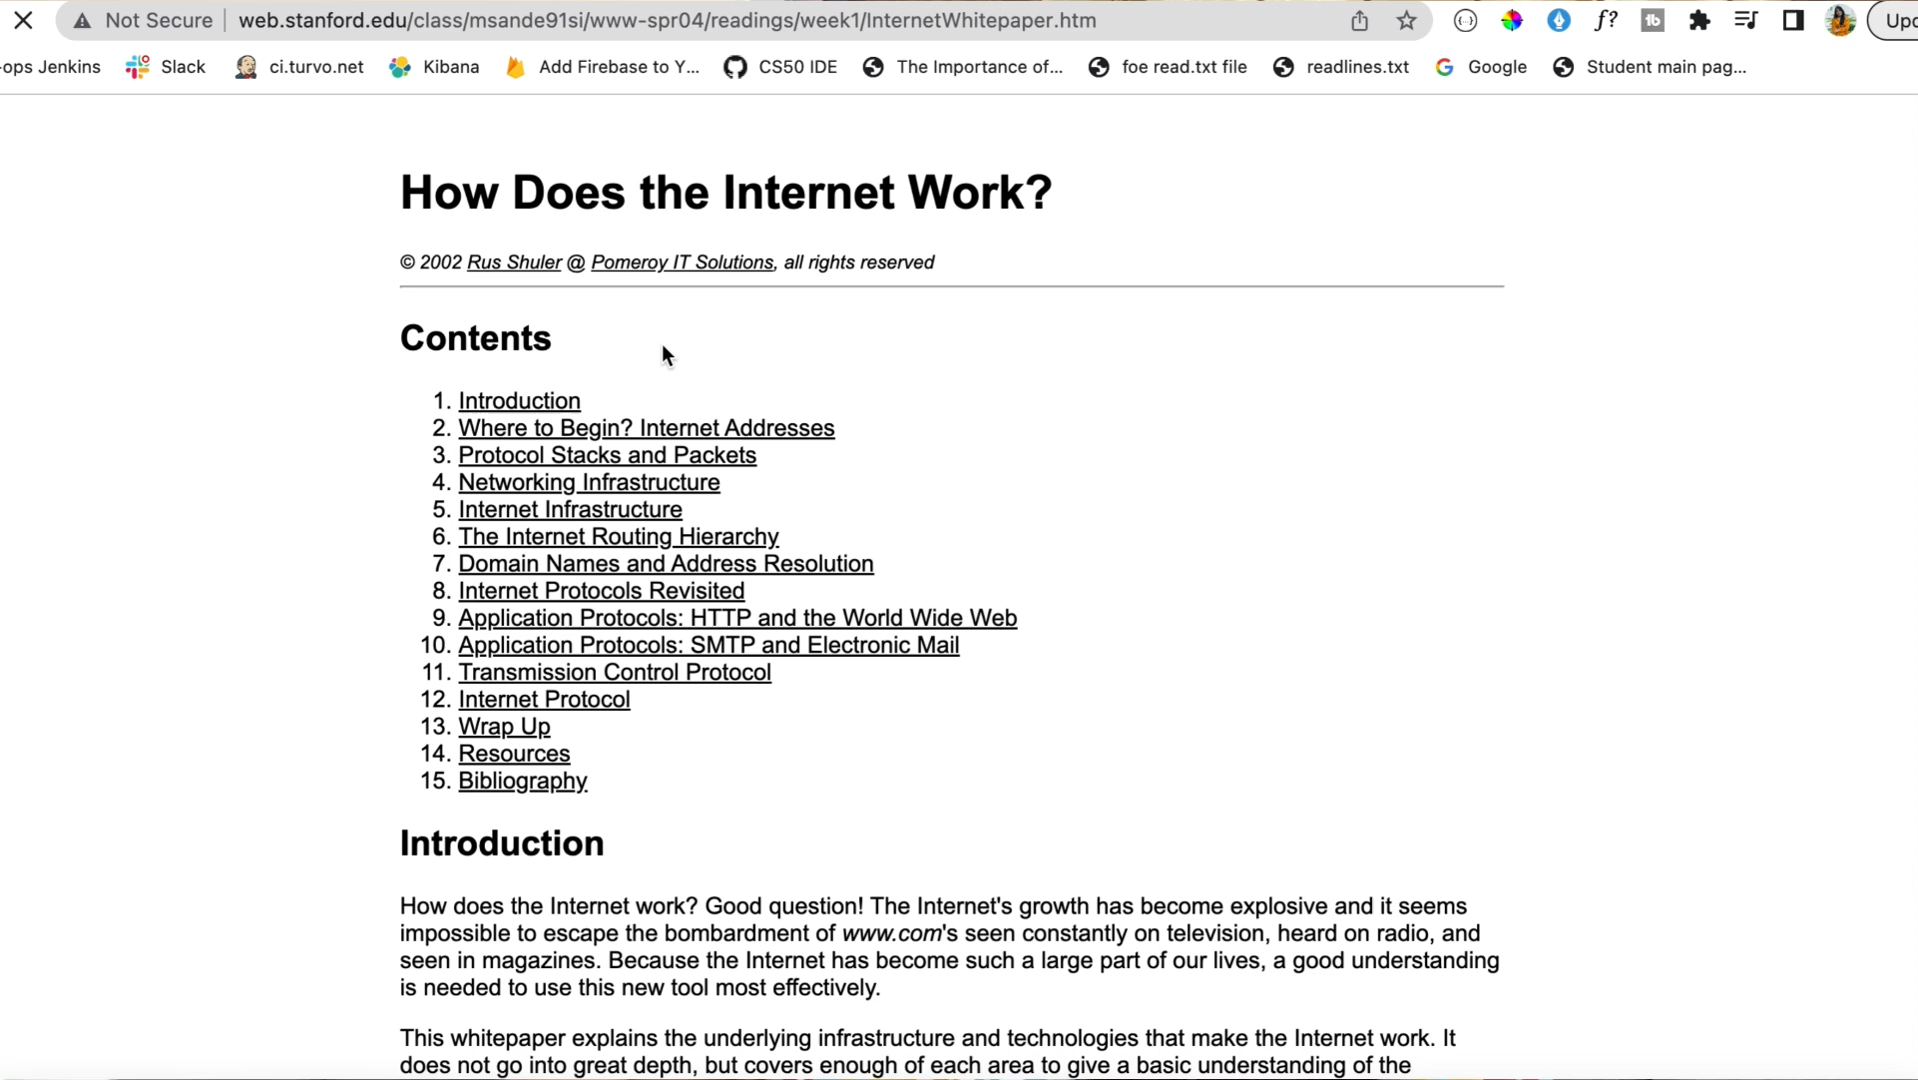 Not Secure web.stanford.edu/class/msande91si/www-spr04/readings/week1/InternetWhitepaper.htm f? tb Upd
-ops Jenkins Slack ci.turvo.net Kibana Add Firebase to Y... CS50 IDE The Importance of... foe read.txt file readlines.txt Google Student main pag...
How Does the Internet Work?
© 2002 Rus Shuler @ Pomeroy IT Solutions, all rights reserved
Contents
1. Introduction
2. Where to Begin? Internet Addresses
3. Protocol Stacks and Packets
4. Networking Infrastructure
5. Internet Infrastructure
6. The Internet Routing Hierarchy
7. Domain Names and Address Resolution
8. Internet Protocols Revisited
9. Application Protocols: HTTP and the World Wide Web
10. Application Protocols: SMTP and Electronic Mail
11. Transmission Control Protocol
12. Internet Protocol
13. Wrap Up
14. Resources
15. Bibliography
Introduction
How does the Internet work? Good question! The Internet's growth has become explosive and it seems
impossible to escape the bombardment of www.com's seen constantly on television, heard on radio, and
seen in magazines. Because the Internet has become such a large part of our lives, a good understanding
is needed to use this new tool most effectively.
This whitepaper explains the underlying infrastructure and technologies that make the Internet work. It
does not go into great depth, but covers enough of each area to give a basic understanding of the